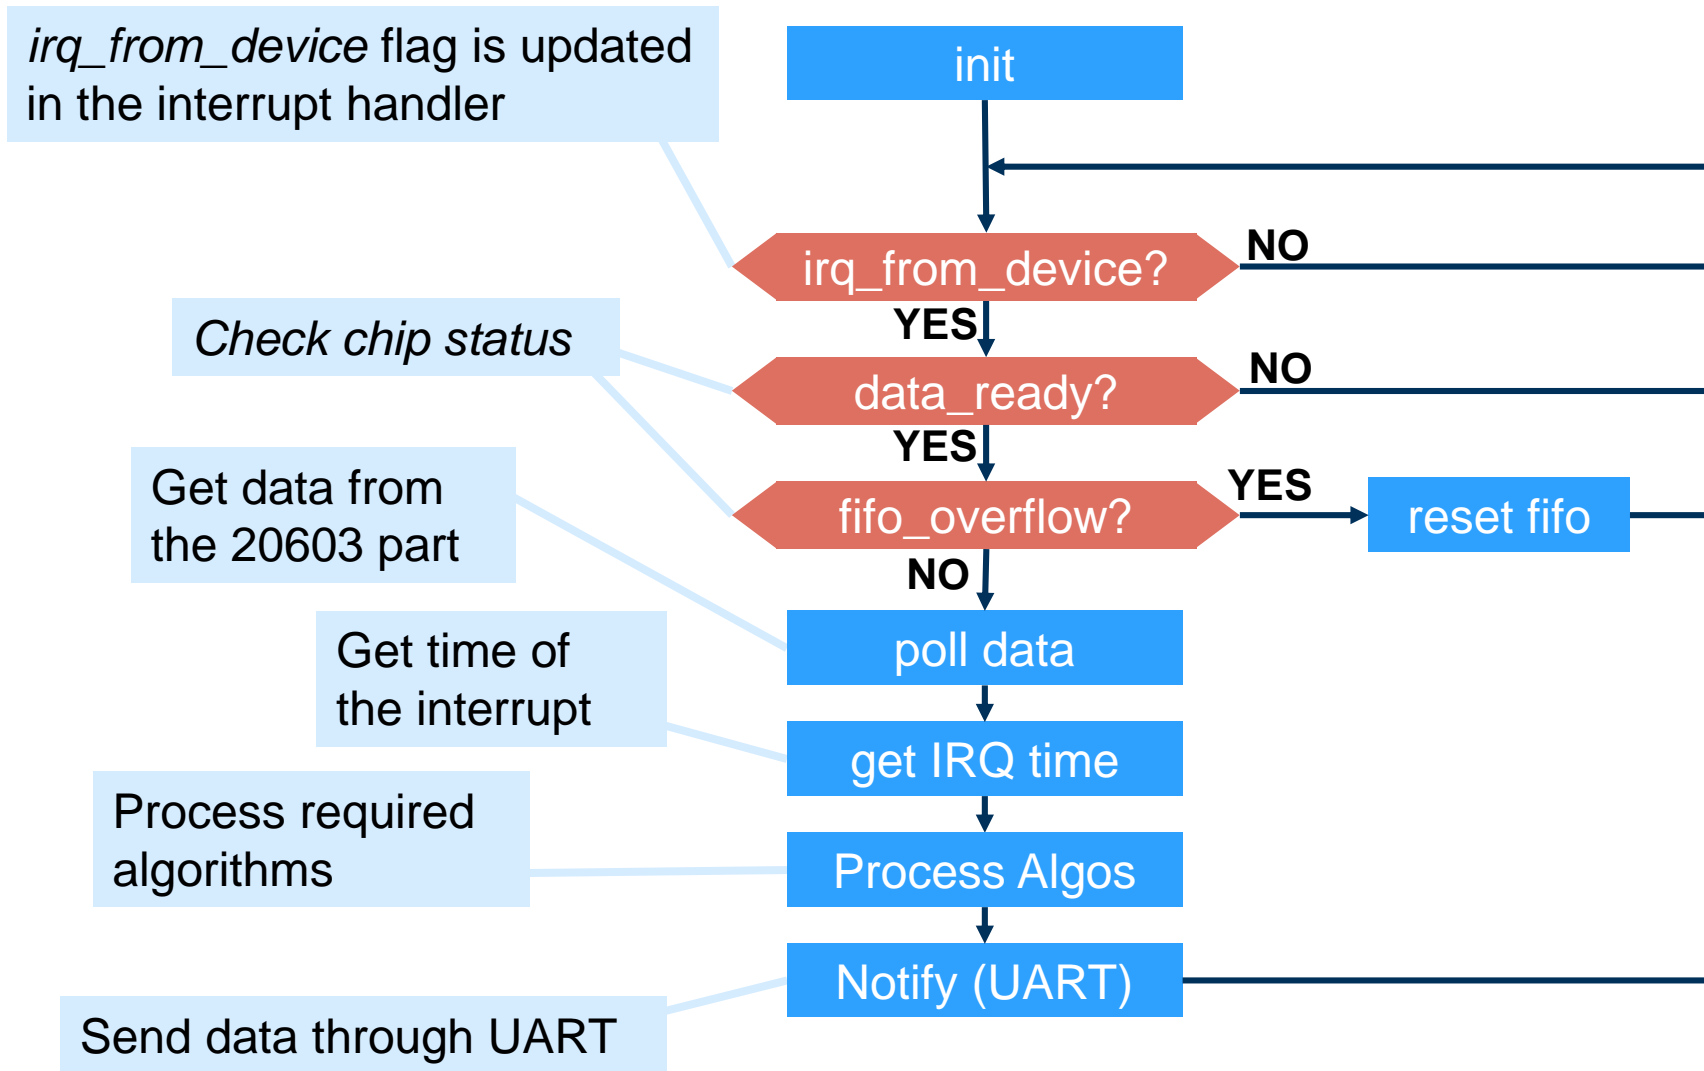 irq_from_device flag is updated
in the interrupt handler
init
irq_from_device?
NO
YES
Check chip status
data_ready?
NO
YES
Get data from
the 20603 part
fifo_overflow?
YES
reset fifo
NO
poll data
Get time of
the interrupt
get IRQ time
Process required
algorithms
Process Algos
Notify (UART)
Send data through UART